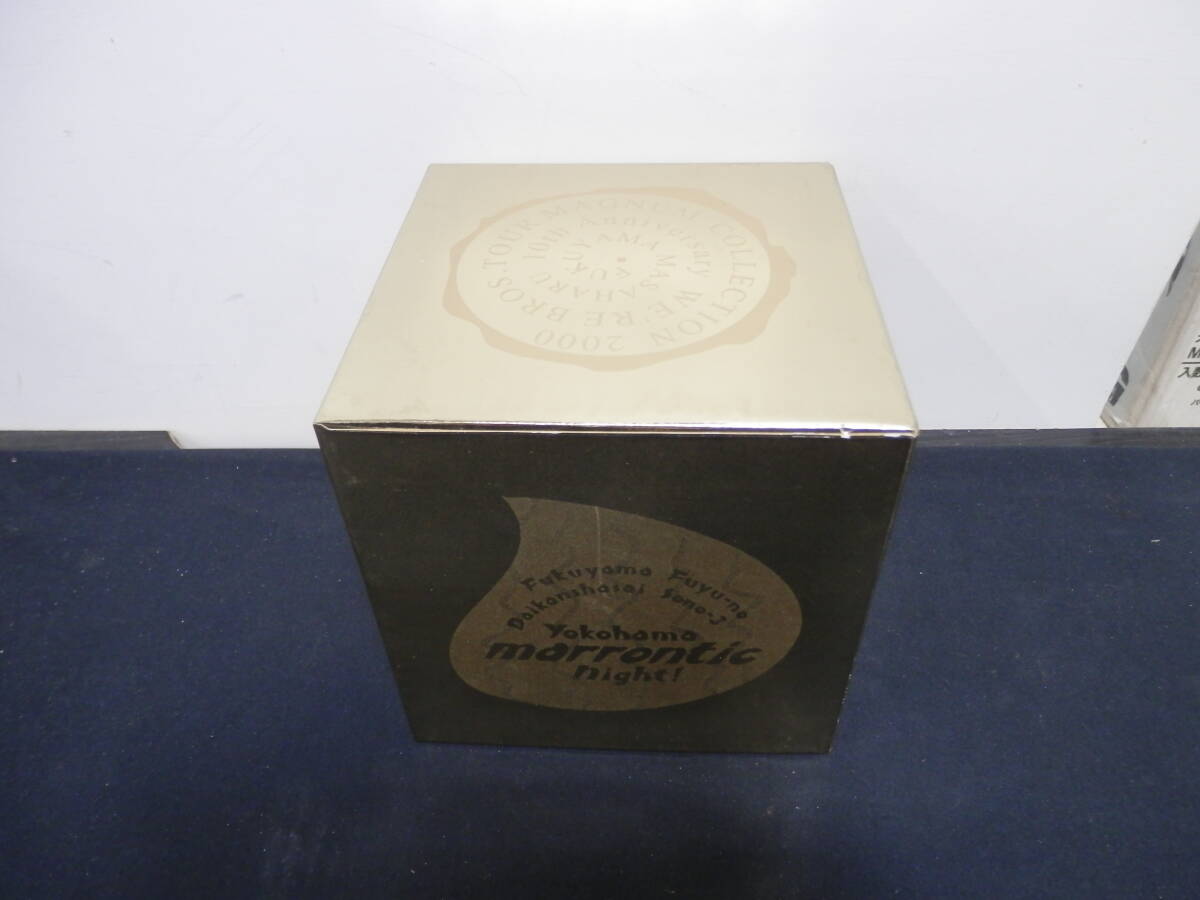 TOUR MAGNUM COLLECTION 2000 WE'RE BROS.
10th Anniversary
FUKUYAMA MASAHARU
Fukuyama Fuyu-no
Daikanshasai Sono-3
Yokohama
marrontic
night!